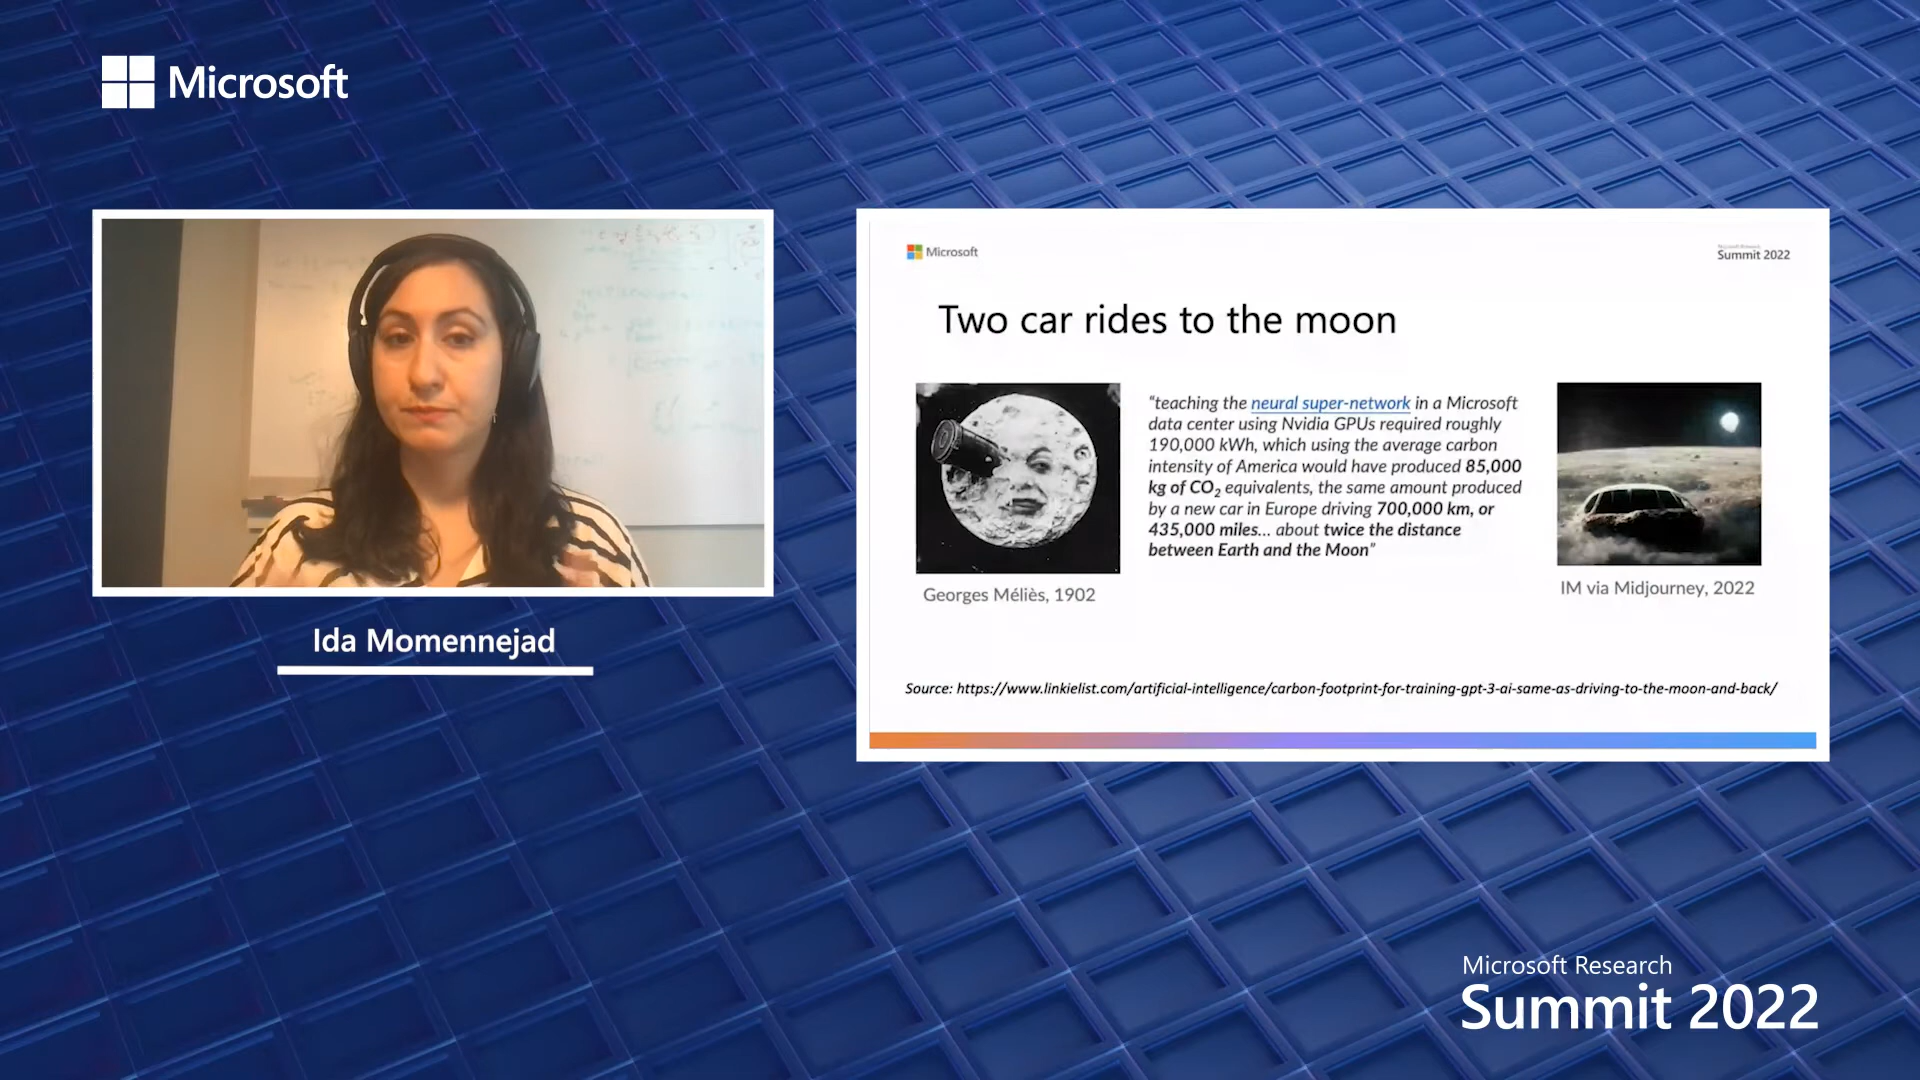 Microsoft
Ida Momennejad
Microsoft
Summit 2022
Two car rides to the moon
“teaching the neural super-network in a Microsoft
data center using Nvidia GPUs required roughly
190,000 kWh, which using the average carbon
intensity of America would have produced 85,000
kg of CO₂ equivalents, the same amount produced
by a new car in Europe driving 700,000 km, or
435,000 miles... about twice the distance
between Earth and the Moon”
Georges Méliès, 1902
IM via Midjourney, 2022
Source: https://www.linkielist.com/artificial-intelligence/carbon-footprint-for-training-gpt-3-ai-same-as-driving-to-the-moon-and-back/
Microsoft Research
Summit 2022